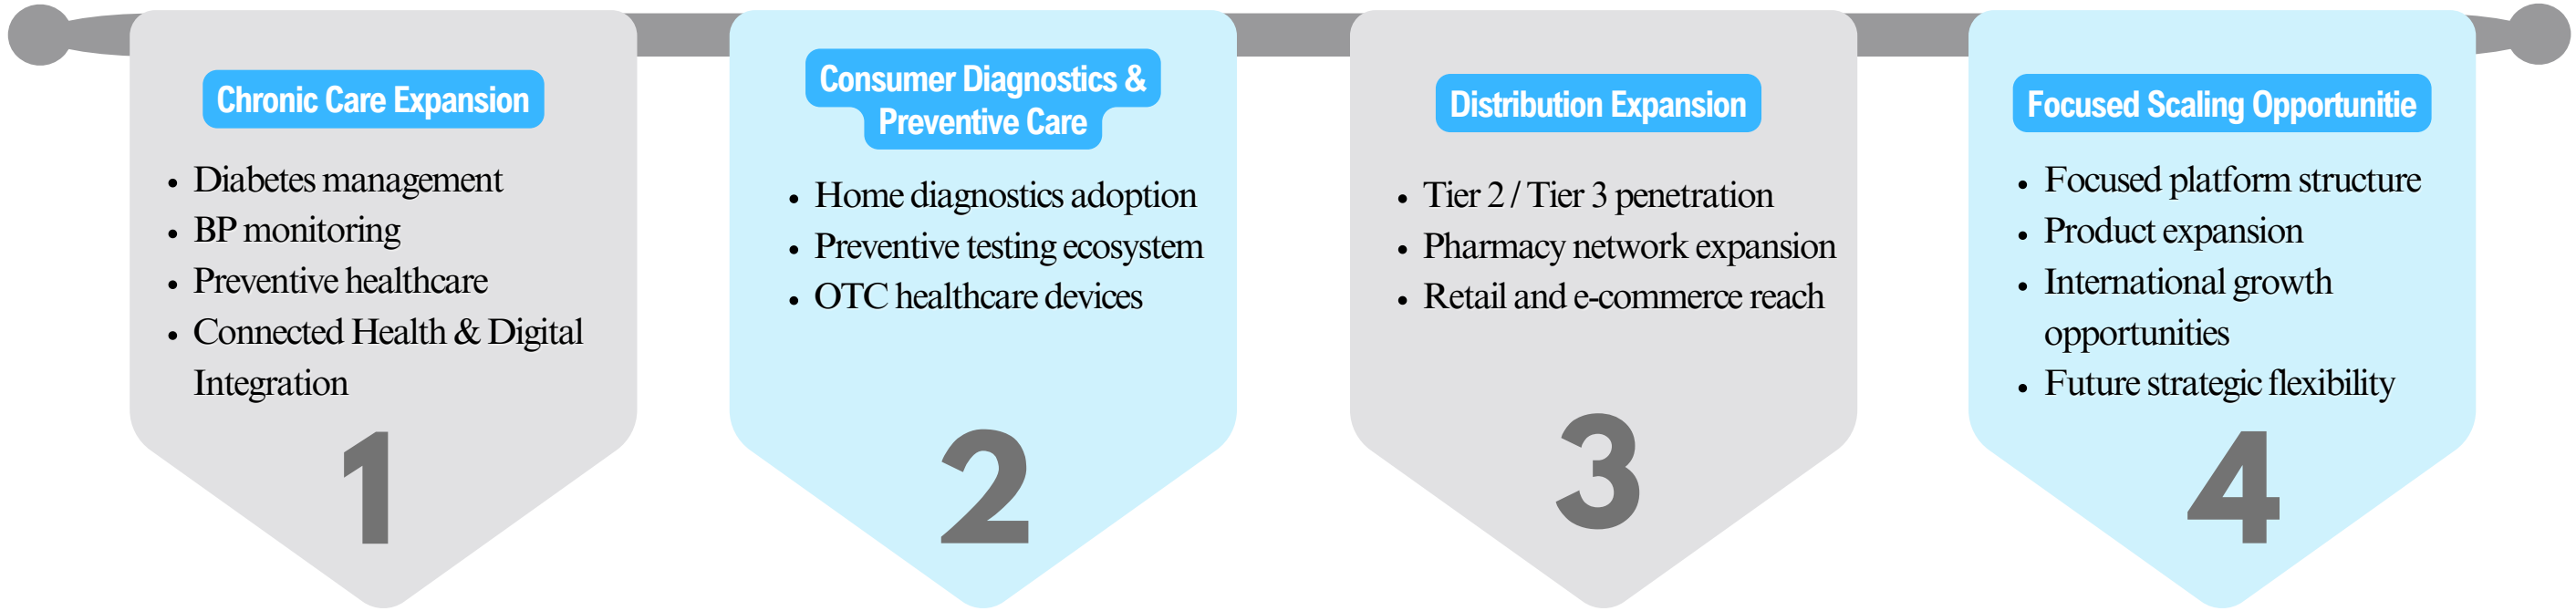 Chronic Care Expansion
• Diabetes management
• BP monitoring
• Preventive healthcare
• Connected Health & Digital
Integration
1
Consumer Diagnostics &
Preventive Care
• Home diagnostics adoption
• Preventive testing ecosystem
• OTC healthcare devices
2
Distribution Expansion
• Tier 2 / Tier 3 penetration
• Pharmacy network expansion
• Retail and e-commerce reach
3
Focused Scaling Opportunitie
• Focused platform structure
• Product expansion
• International growth
opportunities
• Future strategic flexibility
4